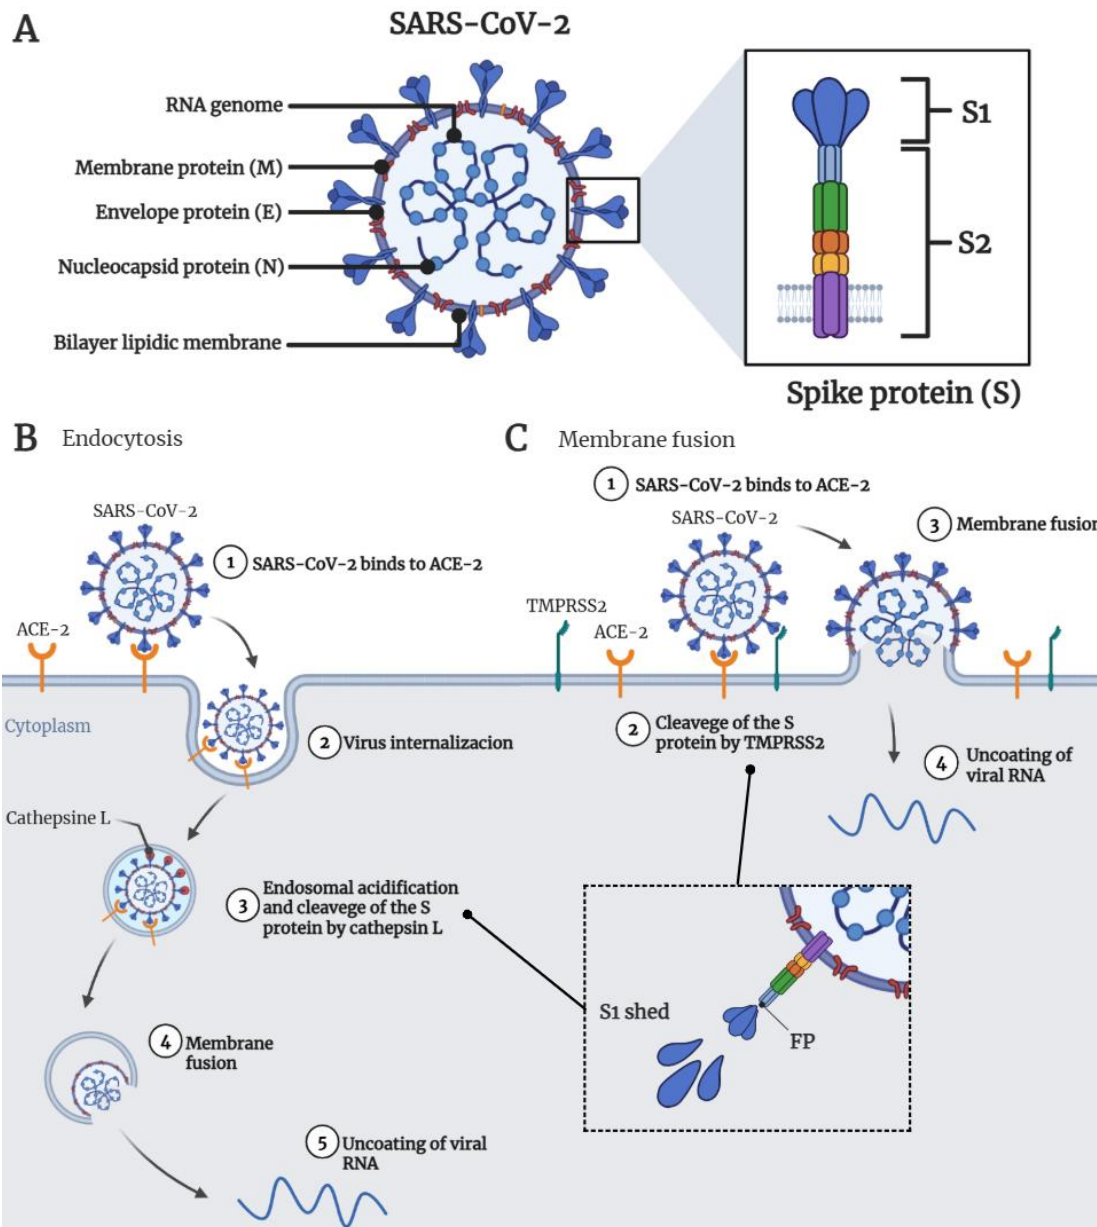 A
SARS-CoV-2
RNA genome
Membrane protein (M)
Envelope protein (E)
Nucleocapsid protein (N)
Bilayer lipidic membrane
S1
S2
Spike protein (S)
B Endocytosis
SARS-CoV-2
1 SARS-CoV-2 binds to ACE-2
ACE-2
Cytoplasm
2 Virus internalizacion
Cathepsine L
3 Endosomal acidification
and cleavege of the S
protein by cathepsin L
4 Membrane
fusion
5 Uncoating of viral
RNA
C Membrane fusion
1 SARS-CoV-2 binds to ACE-2
SARS-CoV-2
3 Membrane fusion
TMPRSS2
ACE-2
2 Cleavege of the S
protein by TMPRSS2
4 Uncoating of
viral RNA
S1 shed
FP